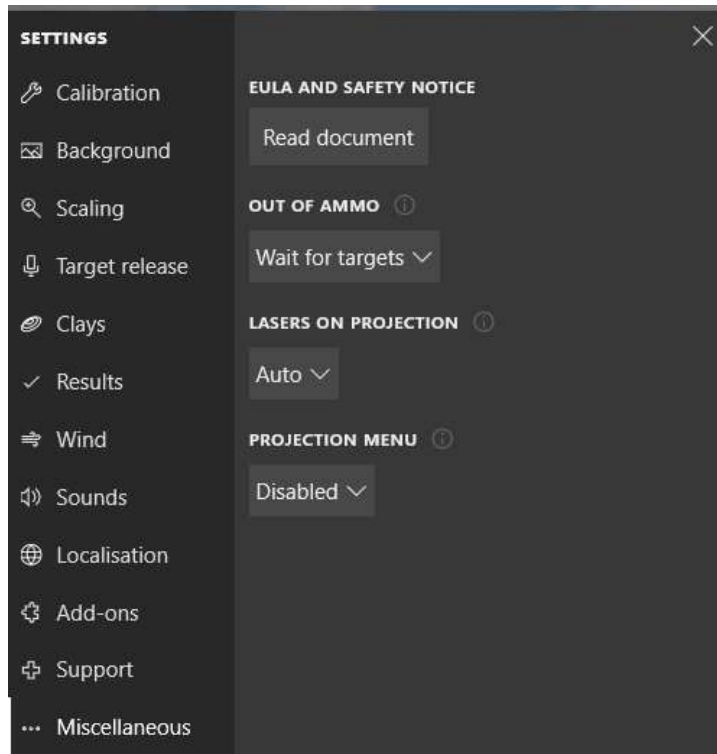 SETTINGS
Calibration
Background
Scaling
Target release
Clays
Results
Wind
Sounds
Localisation
Add-ons
Support
Miscellaneous
EULA AND SAFETY NOTICE
Read document
OUT OF AMMO
Wait for targets
LASERS ON PROJECTION
Auto
PROJECTION MENU
Disabled